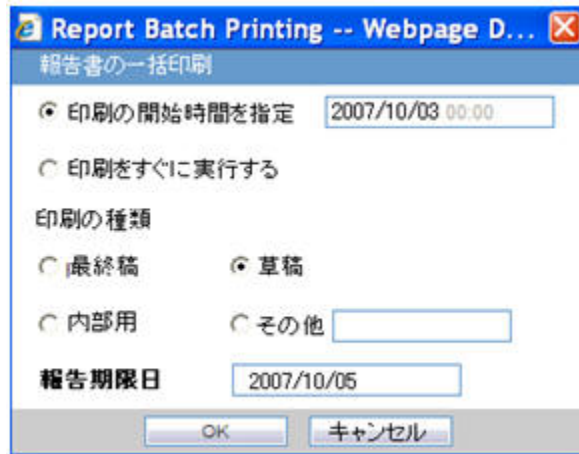 Report Batch Printing -- Webpage D...
報告書の一括印刷
印刷の開始時間を指定 2007/10/03 00:00
印刷をすぐに実行する
印刷の種類
最終稿 草稿
内部用 その他
報告期限日 2007/10/05
OK キャンセル